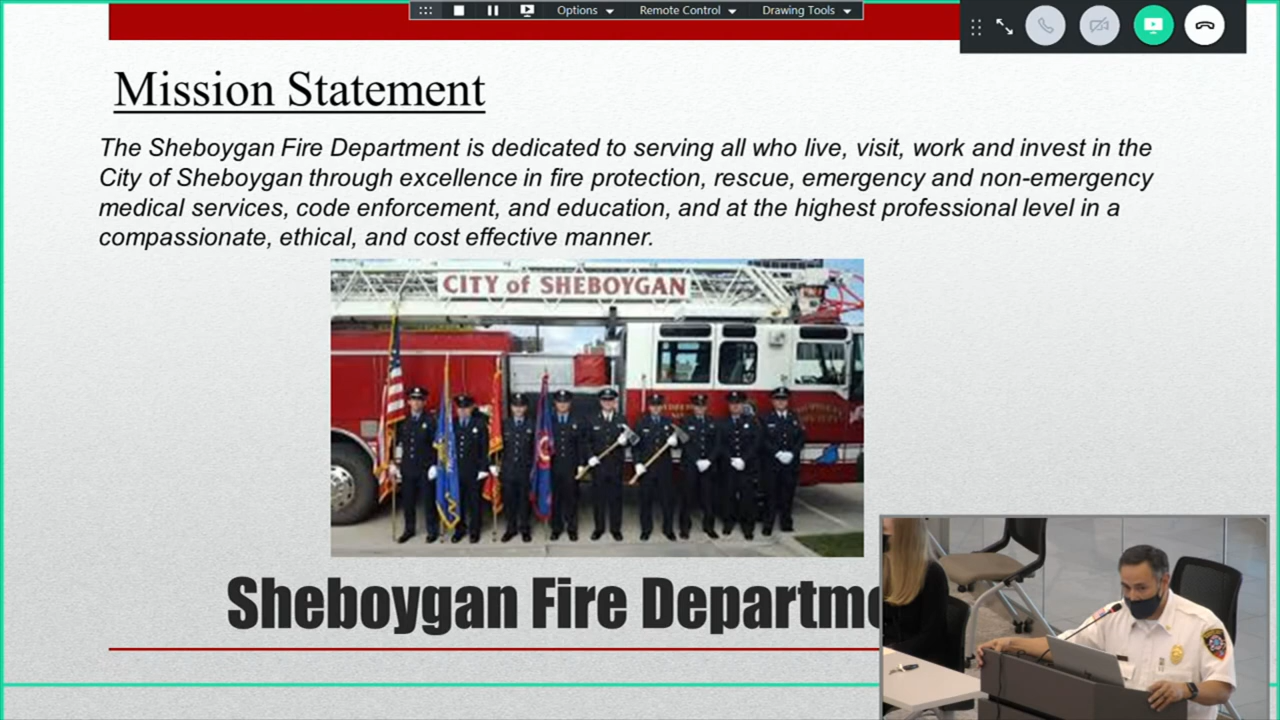 Options Remote Control Drawing Tools
Mission Statement
The Sheboygan Fire Department is dedicated to serving all who live, visit, work and invest in the
City of Sheboygan through excellence in fire protection, rescue, emergency and non-emergency
medical services, code enforcement, and education, and at the highest professional level in a
compassionate, ethical, and cost effective manner.
CITY of SHEBOYGAN
Sheboygan Fire Departme